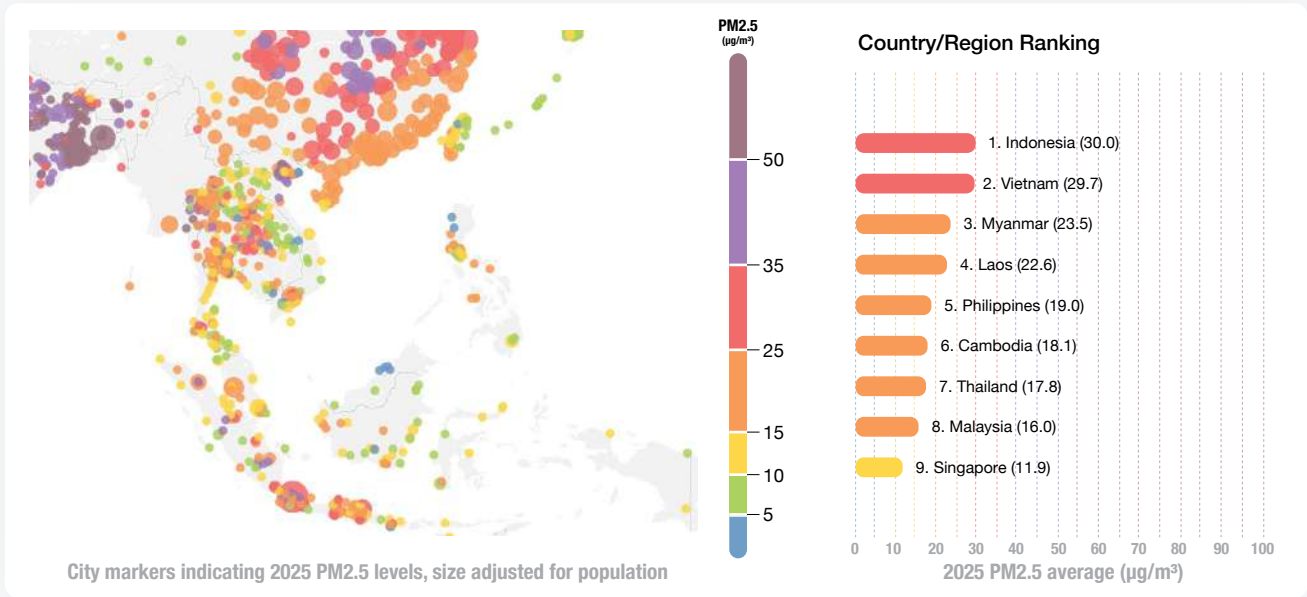 PM2.5
(µg/m³)
50
35
25
15
10
5
City markers indicating 2025 PM2.5 levels, size adjusted for population
Country/Region Ranking
1. Indonesia (30.0)
2. Vietnam (29.7)
3. Myanmar (23.5)
4. Laos (22.6)
5. Philippines (19.0)
6. Cambodia (18.1)
7. Thailand (17.8)
8. Malaysia (16.0)
9. Singapore (11.9)
0 10 20 30 40 50 60 70 80 90 100
2025 PM2.5 average (µg/m³)